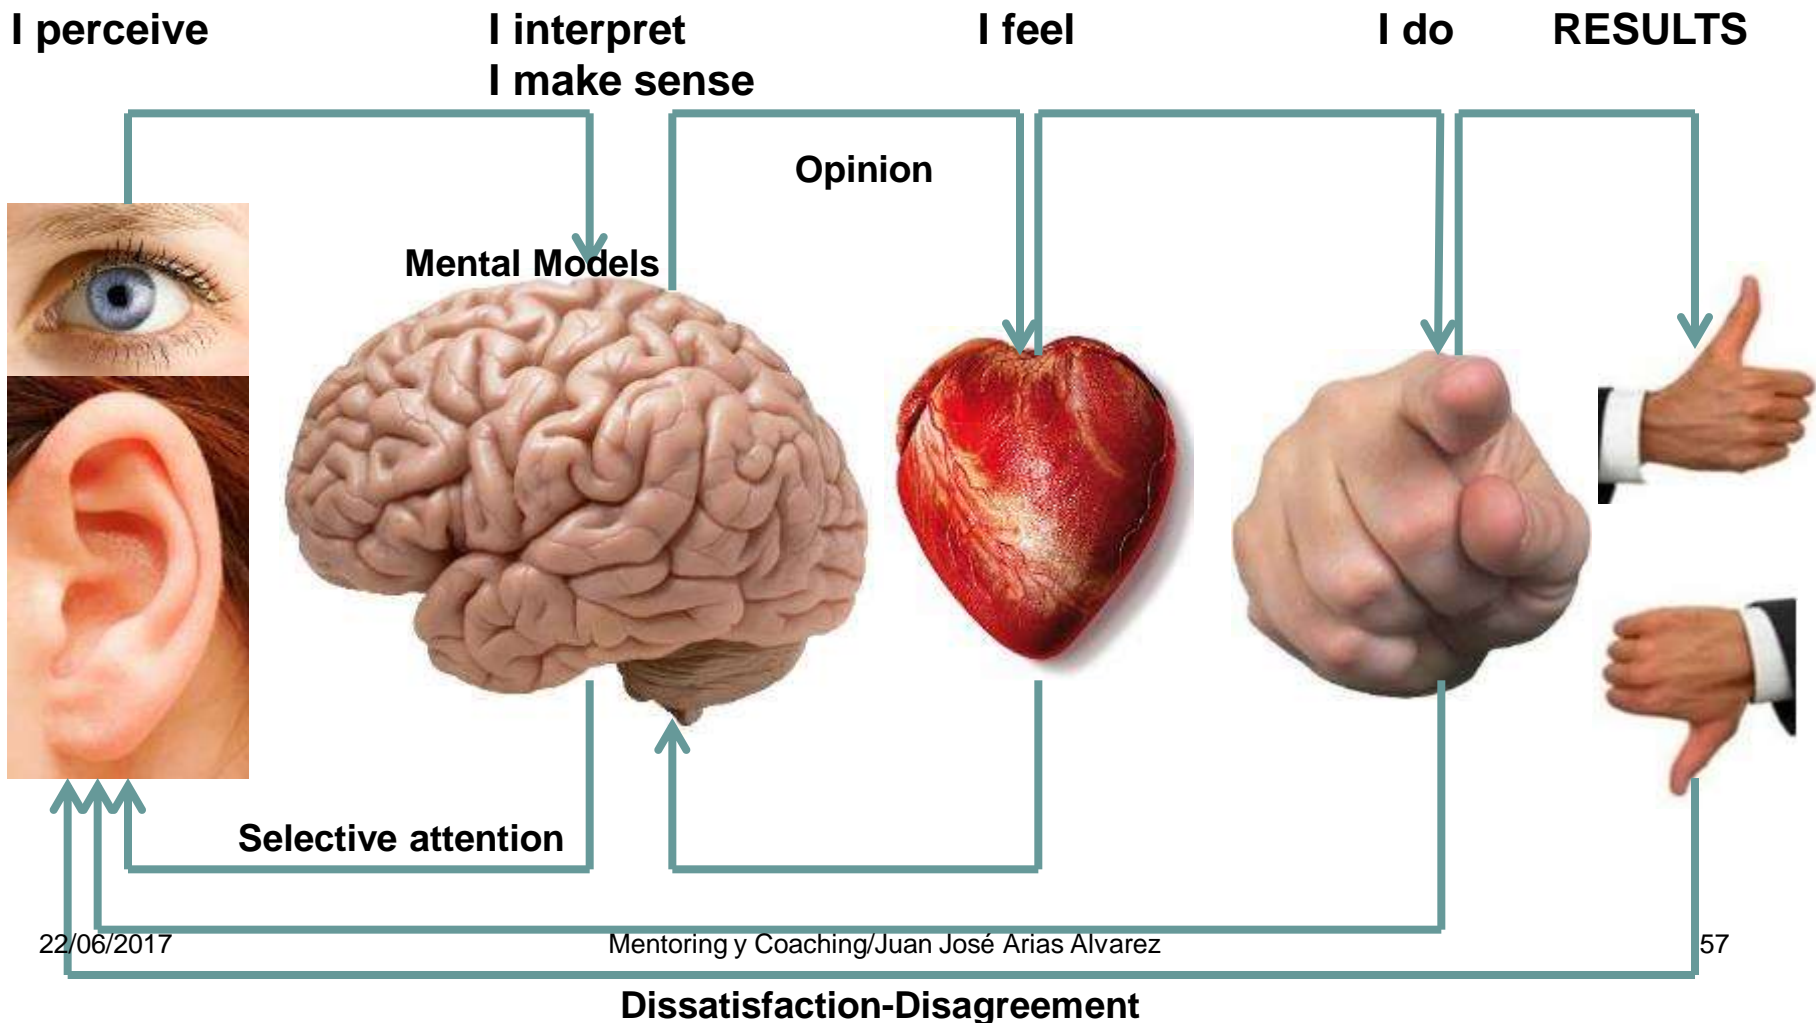 I perceive
I interpret
I make sense
I feel
I do
RESULTS
Opinion
Mental Models
Selective attention
22/06/2017
Mentoring y Coaching/Juan José Arias Alvarez
57
Dissatisfaction-Disagreement